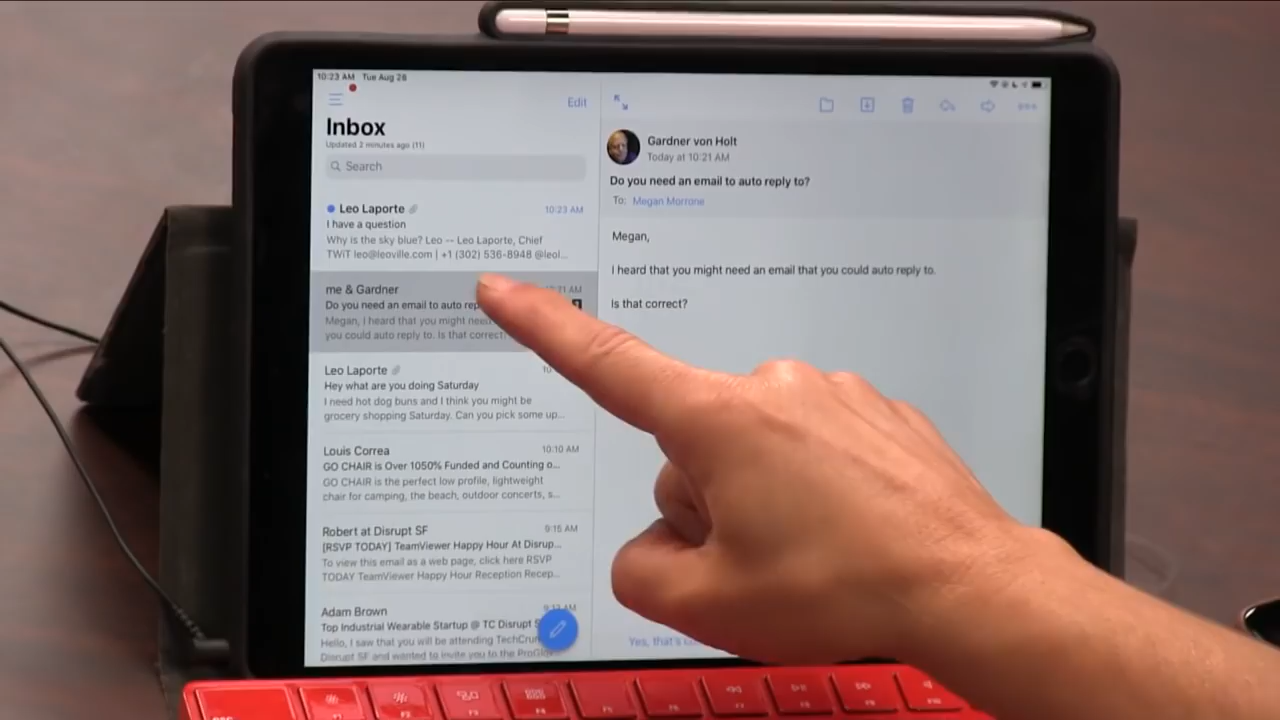 10:23 AM Tue Aug 28
Edit
Inbox
Updated 2 minutes ago (11)
Search
Leo Laporte
10:23 AM
I have a question
Why is the sky blue? Leo -- Leo Laporte, Chief
TWiT leo@leoville.com | +1 (302) 536-8948 @leol...
me & Gardner
Do you need an email to auto
Megan, I heard that you might need
you could auto reply to. Is that correct
Leo Laporte
Hey what are you doing Saturday
I need hot dog buns and I think you might be
grocery shopping Saturday. Can you pick some up...
Louis Correa
10:10 AM
GO CHAIR is Over 1050% Funded and Counting o...
GO CHAIR is the perfect low profile, lightweight
chair for camping, the beach, outdoor concerts, s...
Robert at Disrupt SF
9:15 AM
[RSVP TODAY] TeamViewer Happy Hour At Disrup...
To view this email as a web page, click here RSVP
TODAY TeamViewer Happy Hour Reception Recep...
Adam Brown
Top Industrial Wearable Startup @ TC Disrupt
Hello, I saw that you will be attending
Disrupt SF and wanted to invite you to the
Gardner von Holt
Today at 10:21 AM
Do you need an email to auto reply to?
To: Megan Morrone
Megan,
I heard that you might need an email that you could auto reply to.
Is that correct?
Yes, that's